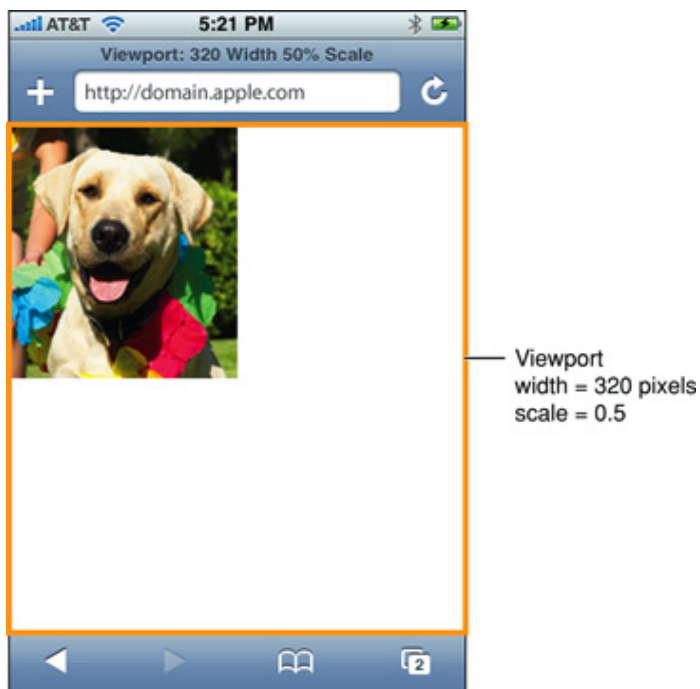 AT&T 5:21 PM
Viewport: 320 Width 50% Scale
http://domain.apple.com
Viewport
width = 320 pixels
scale = 0.5
2